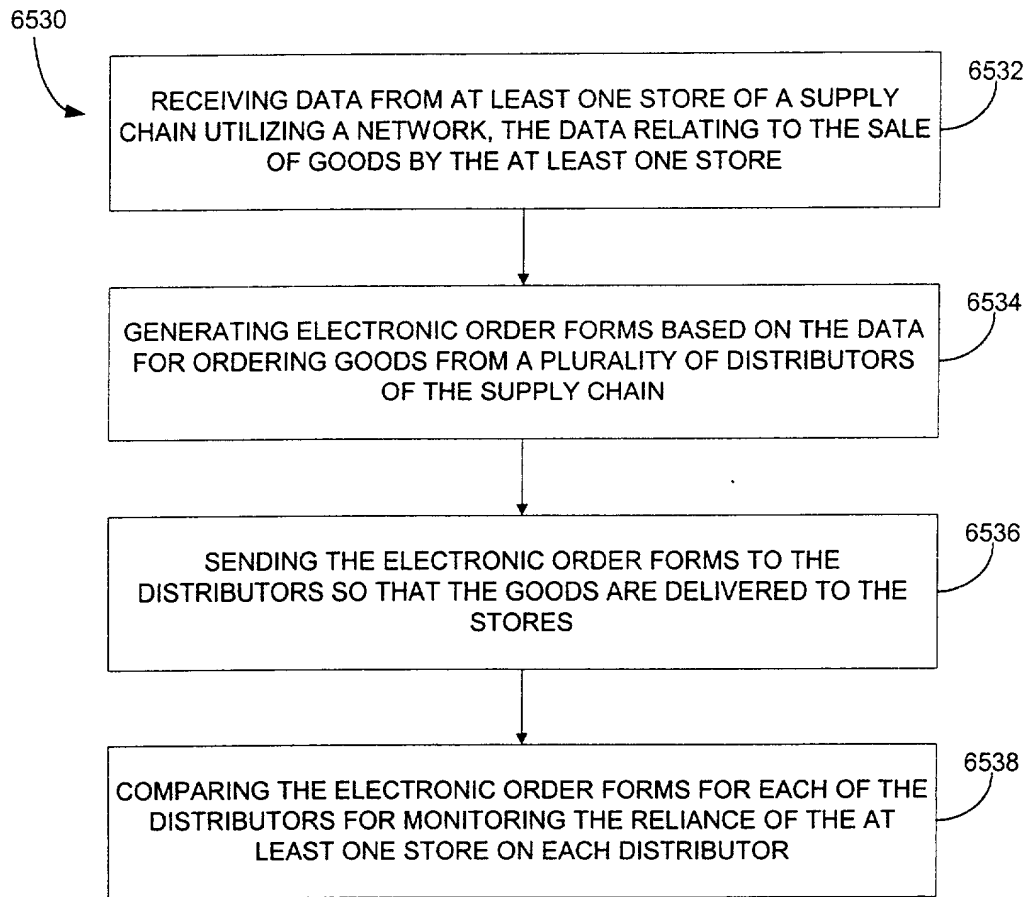 6530
6532
RECEIVING DATA FROM AT LEAST ONE STORE OF A SUPPLY
CHAIN UTILIZING A NETWORK, THE DATA RELATING TO THE SALE
OF GOODS BY THE AT LEAST ONE STORE
6534
GENERATING ELECTRONIC ORDER FORMS BASED ON THE DATA
FOR ORDERING GOODS FROM A PLURALITY OF DISTRIBUTORS
OF THE SUPPLY CHAIN
6536
SENDING THE ELECTRONIC ORDER FORMS TO THE
DISTRIBUTORS SO THAT THE GOODS ARE DELIVERED TO THE
STORES
6538
COMPARING THE ELECTRONIC ORDER FORMS FOR EACH OF THE
DISTRIBUTORS FOR MONITORING THE RELIANCE OF THE AT
LEAST ONE STORE ON EACH DISTRIBUTOR